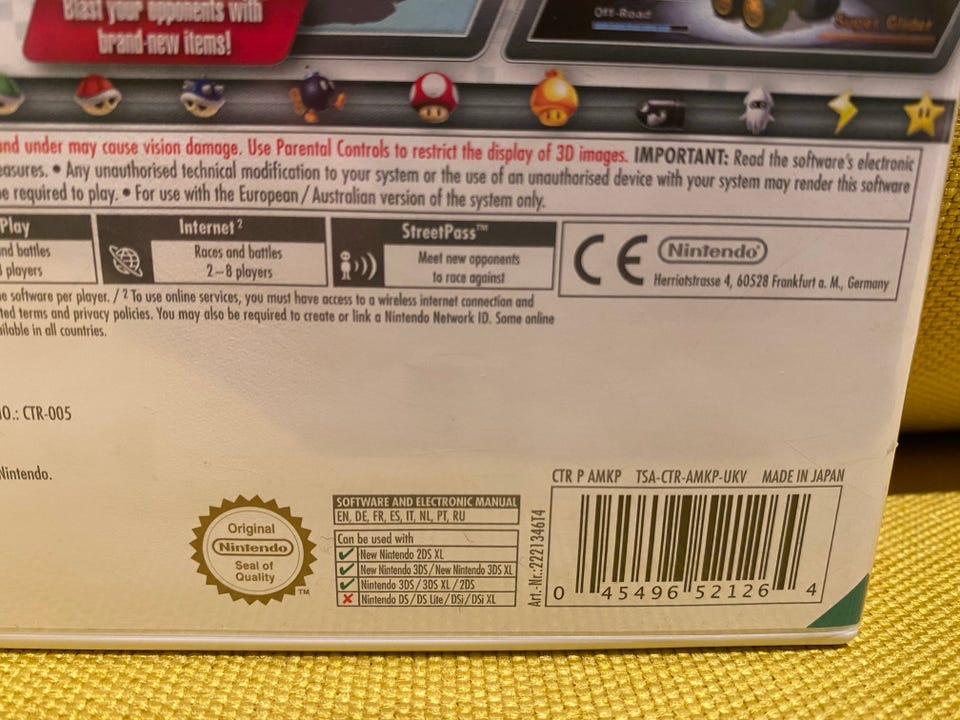 Blast your opponents with
brand-new items!
Off-Road
Super Glider
and under may cause vision damage. Use Parental Controls to restrict the display of 3D images. IMPORTANT: Read the software's electronic
easures. • Any unauthorised technical modification to your system or the use of an unauthorised device with your system may render this software
be required to play. • For use with the European / Australian version of the system only.
Play
nd battles
players
Internet 2
Races and battles
2–8 players
StreetPass™
Meet new opponents
to race against
CE
Nintendo®
Herriotstrasse 4, 60528 Frankfurt a. M., Germany
e software per player. / 2 To use online services, you must have access to a wireless internet connection and
ted terms and privacy policies. You may also be required to create or link a Nintendo Network ID. Some online
ailable in all countries.
NO.: CTR-005
Nintendo.
Original
Nintendo®
Seal of
Quality
TM
SOFTWARE AND ELECTRONIC MANUAL
EN, DE, FR, ES, IT, NL, PT, RU
Can be used with
New Nintendo 2DS XL
New Nintendo 3DS / New Nintendo 3DS XL
Nintendo 3DS / 3DS XL / 2DS
Nintendo DS / DS Lite / DSi / DSi XL
Art.-Nr.:2221346T4
CTR P AMKP TSA-CTR-AMKP-UKV MADE IN JAPAN
0 45496 52126 4